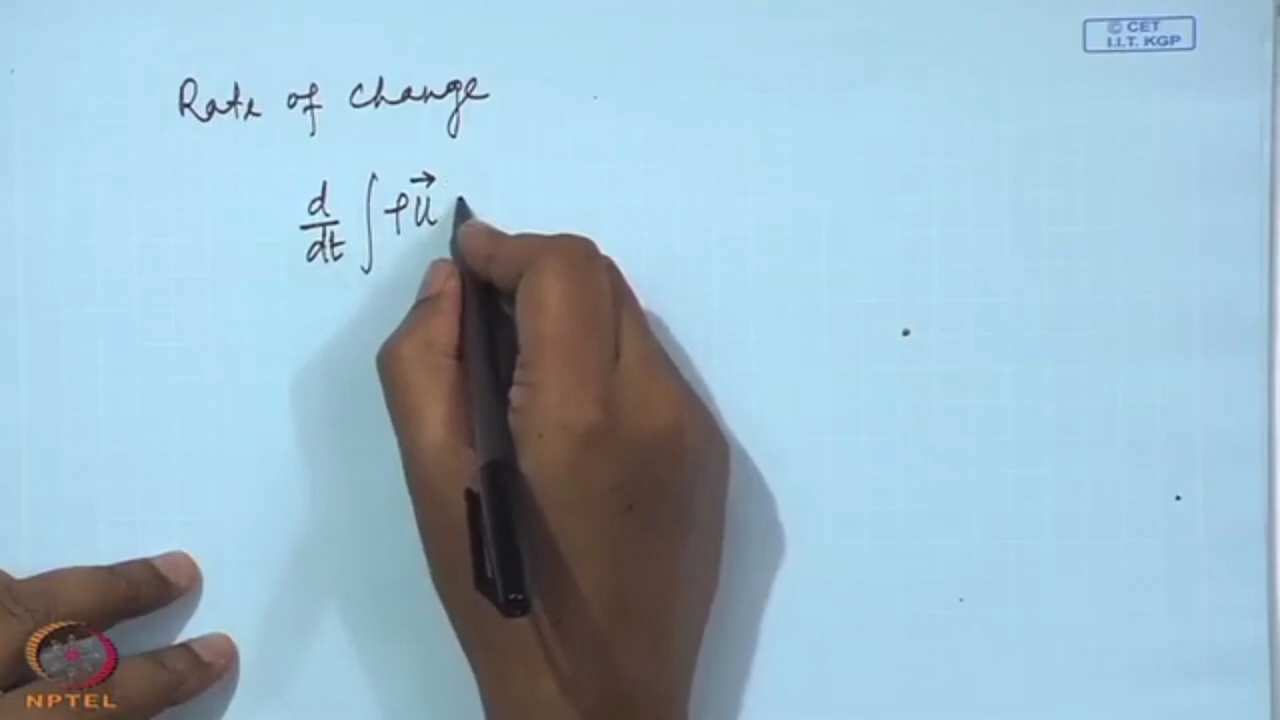 © CET
I.I.T. KGP
Rate of change
d/dt ∫ρu⃗
NPTEL